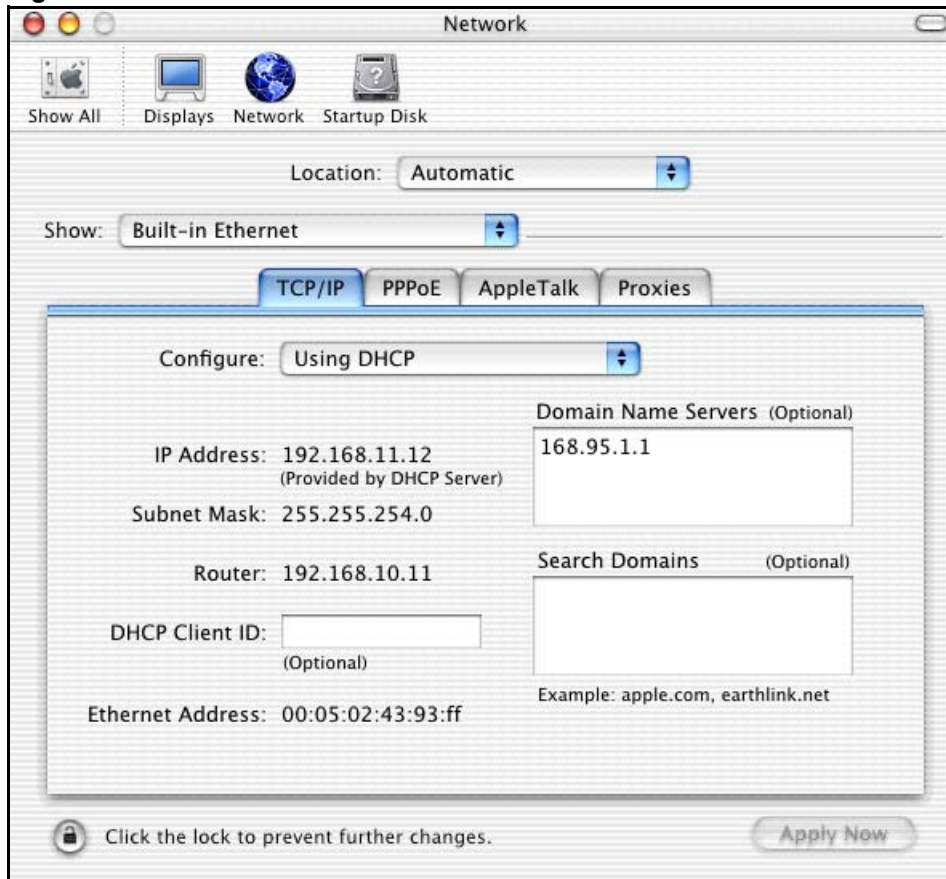 Network
Show All Displays Network Startup Disk
Location: Automatic
Show: Built-in Ethernet
TCP/IP PPPoE AppleTalk Proxies
Configure: Using DHCP
Domain Name Servers (Optional)
168.95.1.1
IP Address: 192.168.11.12
(Provided by DHCP Server)
Subnet Mask: 255.255.254.0
Search Domains (Optional)
Router: 192.168.10.11
DHCP Client ID:
(Optional)
Example: apple.com, earthlink.net
Ethernet Address: 00:05:02:43:93:ff
Click the lock to prevent further changes.
Apply Now